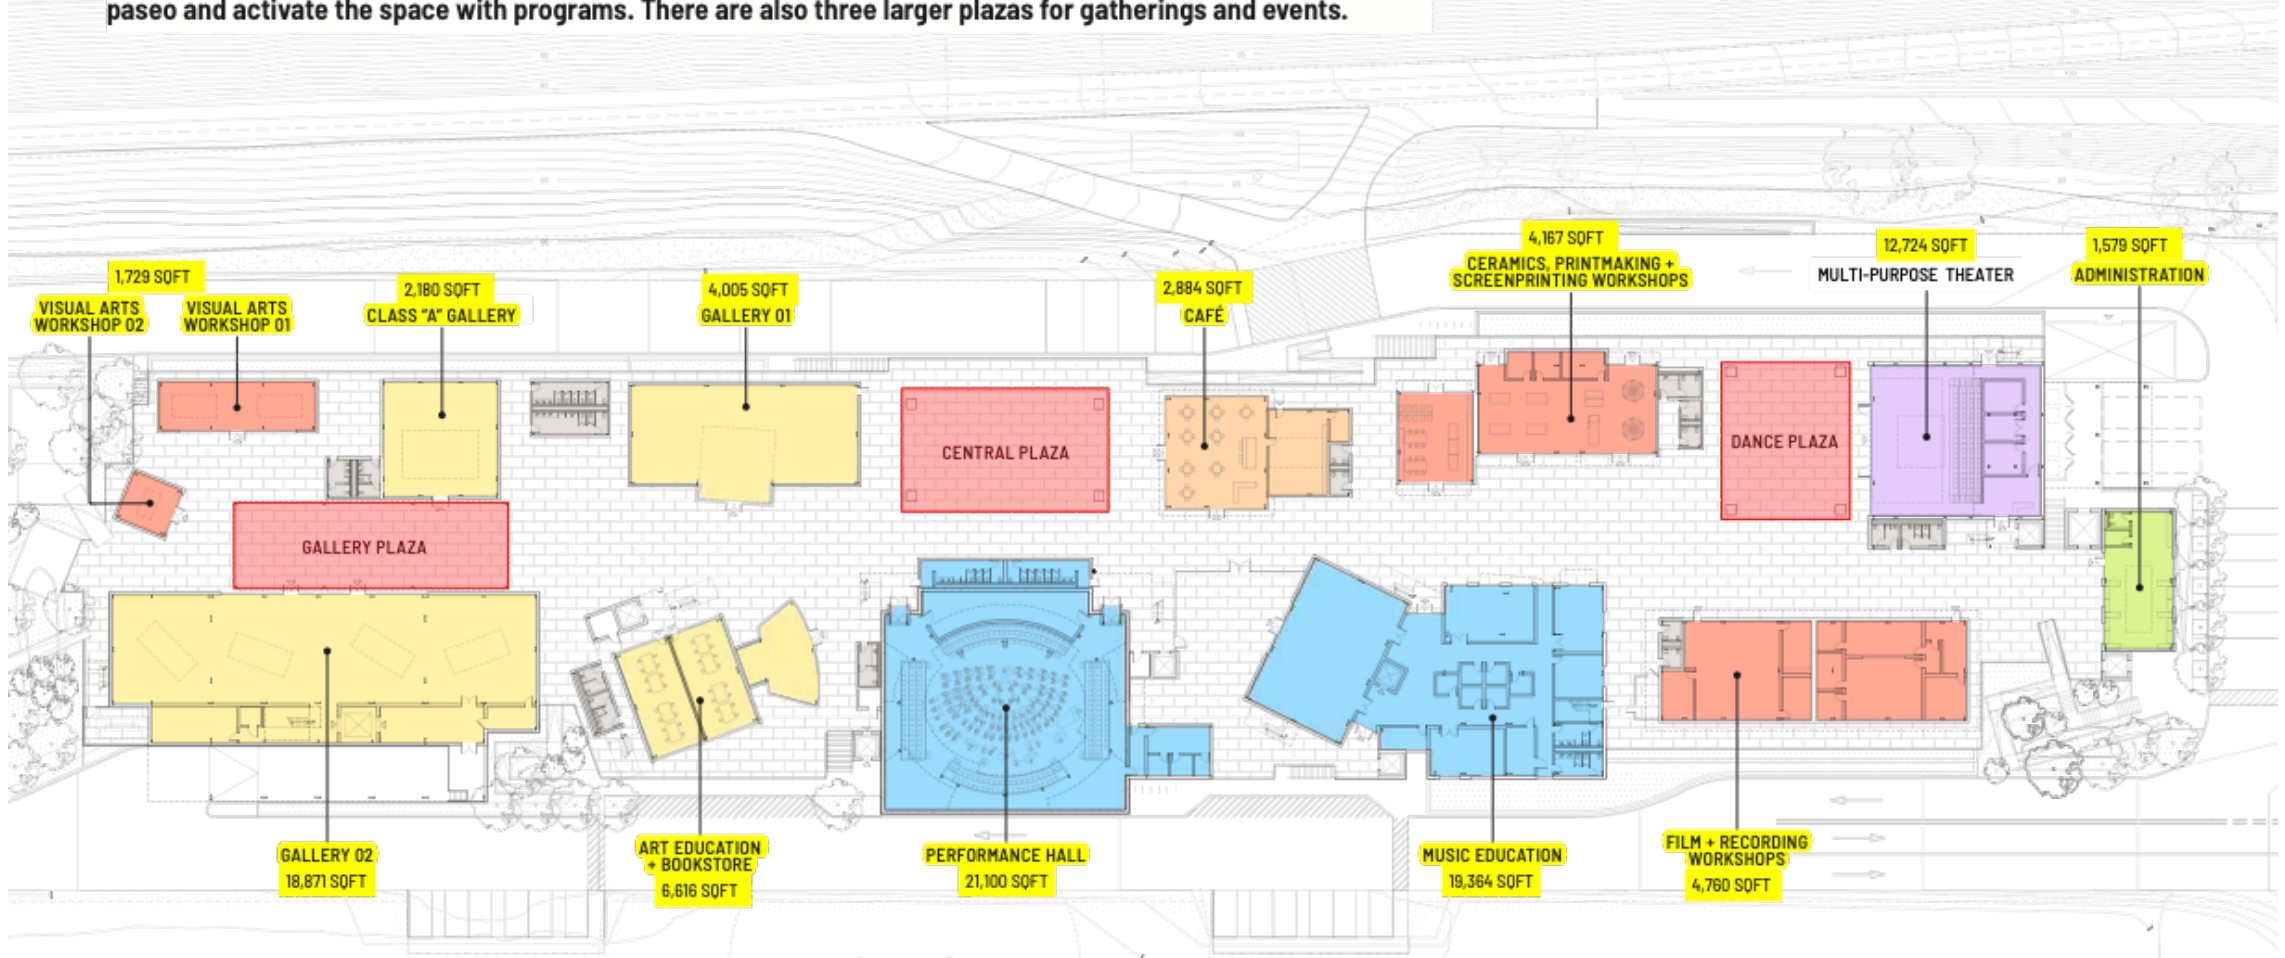 paseo and activate the space with programs. There are also three larger plazas for gatherings and events.
4,167 SQFT
CERAMICS, PRINTMAKING +
SCREENPRINTING WORKSHOPS
12,724 SQFT
MULTI-PURPOSE THEATER
1,579 SQFT
ADMINISTRATION
1,729 SQFT
VISUAL ARTS
WORKSHOP 02
VISUAL ARTS
WORKSHOP 01
2,180 SQFT
CLASS "A" GALLERY
4,005 SQFT
GALLERY 01
2,884 SQFT
CAFÉ
CENTRAL PLAZA
DANCE PLAZA
GALLERY PLAZA
GALLERY 02
18,871 SQFT
ART EDUCATION
+ BOOKSTORE
6,616 SQFT
PERFORMANCE HALL
21,100 SQFT
MUSIC EDUCATION
19,364 SQFT
FILM + RECORDING
WORKSHOPS
4,760 SQFT